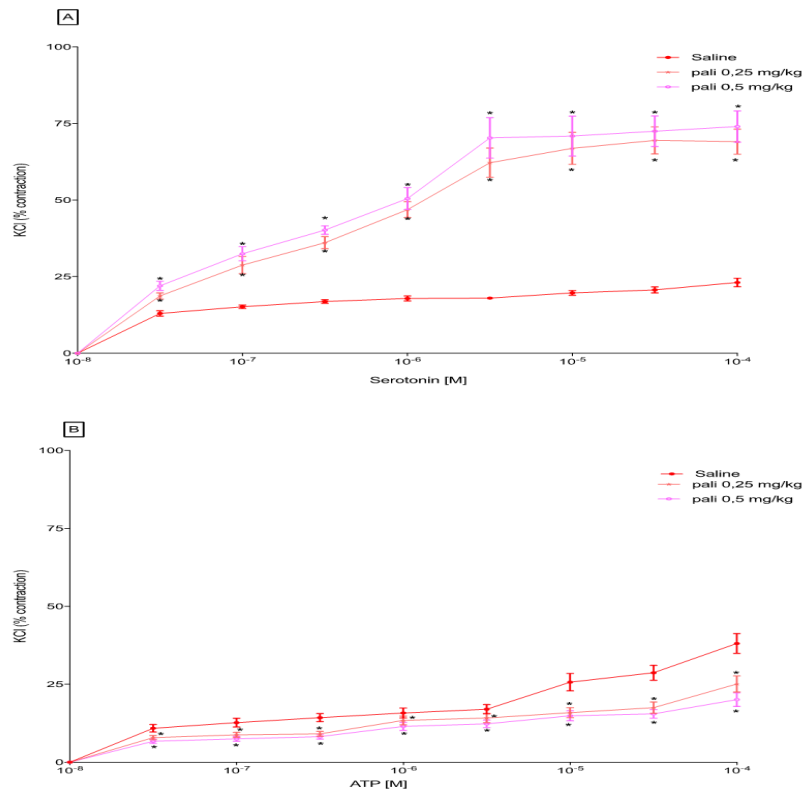 A
100
75
50
25
0
KCl (% contraction)
Saline
pali 0,25 mg/kg
pali 0,5 mg/kg
* * * * * * * *
* * * * * * * *
10⁻⁸ 10⁻⁷ 10⁻⁶ 10⁻⁵ 10⁻⁴
Serotonin [M]
B
100
75
50
25
0
KCl (% contraction)
Saline
pali 0,25 mg/kg
pali 0,5 mg/kg
* * * * * * * *
* * * * * * * *
10⁻⁸ 10⁻⁷ 10⁻⁶ 10⁻⁵ 10⁻⁴
ATP [M]